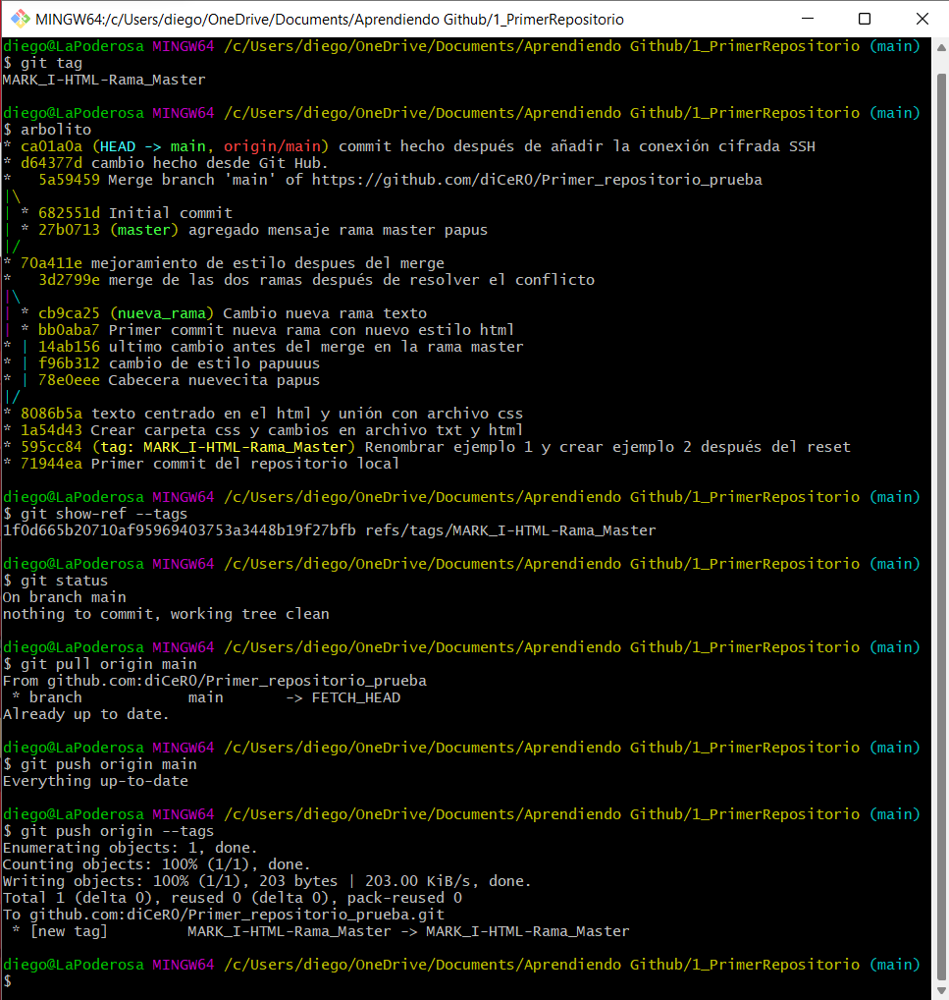 MINGW64:/c/Users/diego/OneDrive/Documents/Aprendiendo Github/1_PrimerRepositorio
diego@LaPoderosa MINGW64 /c/Users/diego/OneDrive/Documents/Aprendiendo Github/1_PrimerRepositorio (main)
$ git tag
MARK_I-HTML-Rama_Master
diego@LaPoderosa MINGW64 /c/Users/diego/OneDrive/Documents/Aprendiendo Github/1_PrimerRepositorio (main)
$ arbolito
* ca01a0a (HEAD -> main, origin/main) commit hecho después de añadir la conexión cifrada SSH
* d64377d cambio hecho desde Git Hub.
*   5a59459 Merge branch 'main' of https://github.com/diCeR0/Primer_repositorio_prueba
|\
| * 682551d Initial commit
| * 27b0713 (master) agregado mensaje rama master papus
|/
* 70a411e mejoramiento de estilo despues del merge
*   3d2799e merge de las dos ramas después de resolver el conflicto
|\
| * cb9ca25 (nueva_rama) Cambio nueva rama texto
| * bb0aba7 Primer commit nueva rama con nuevo estilo html
* | 14ab156 ultimo cambio antes del merge en la rama master
* | f96b312 cambio de estilo papuuus
* | 78e0eee Cabecera nuevecita papus
|/
* 8086b5a texto centrado en el html y unión con archivo css
* 1a54d43 Crear carpeta css y cambios en archivo txt y html
* 595cc84 (tag: MARK_I-HTML-Rama_Master) Renombrar ejemplo 1 y crear ejemplo 2 después del reset
* 71944ea Primer commit del repositorio local
diego@LaPoderosa MINGW64 /c/Users/diego/OneDrive/Documents/Aprendiendo Github/1_PrimerRepositorio (main)
$ git show-ref --tags
1f0d665b20710af95969403753a3448b19f27bfb refs/tags/MARK_I-HTML-Rama_Master
diego@LaPoderosa MINGW64 /c/Users/diego/OneDrive/Documents/Aprendiendo Github/1_PrimerRepositorio (main)
$ git status
On branch main
nothing to commit, working tree clean
diego@LaPoderosa MINGW64 /c/Users/diego/OneDrive/Documents/Aprendiendo Github/1_PrimerRepositorio (main)
$ git pull origin main
From github.com:diCeR0/Primer_repositorio_prueba
 * branch            main       -> FETCH_HEAD
Already up to date.
diego@LaPoderosa MINGW64 /c/Users/diego/OneDrive/Documents/Aprendiendo Github/1_PrimerRepositorio (main)
$ git push origin main
Everything up-to-date
diego@LaPoderosa MINGW64 /c/Users/diego/OneDrive/Documents/Aprendiendo Github/1_PrimerRepositorio (main)
$ git push origin --tags
Enumerating objects: 1, done.
Counting objects: 100% (1/1), done.
Writing objects: 100% (1/1), 203 bytes | 203.00 KiB/s, done.
Total 1 (delta 0), reused 0 (delta 0), pack-reused 0
To github.com:diCeR0/Primer_repositorio_prueba.git
 * [new tag]         MARK_I-HTML-Rama_Master -> MARK_I-HTML-Rama_Master
diego@LaPoderosa MINGW64 /c/Users/diego/OneDrive/Documents/Aprendiendo Github/1_PrimerRepositorio (main)
$